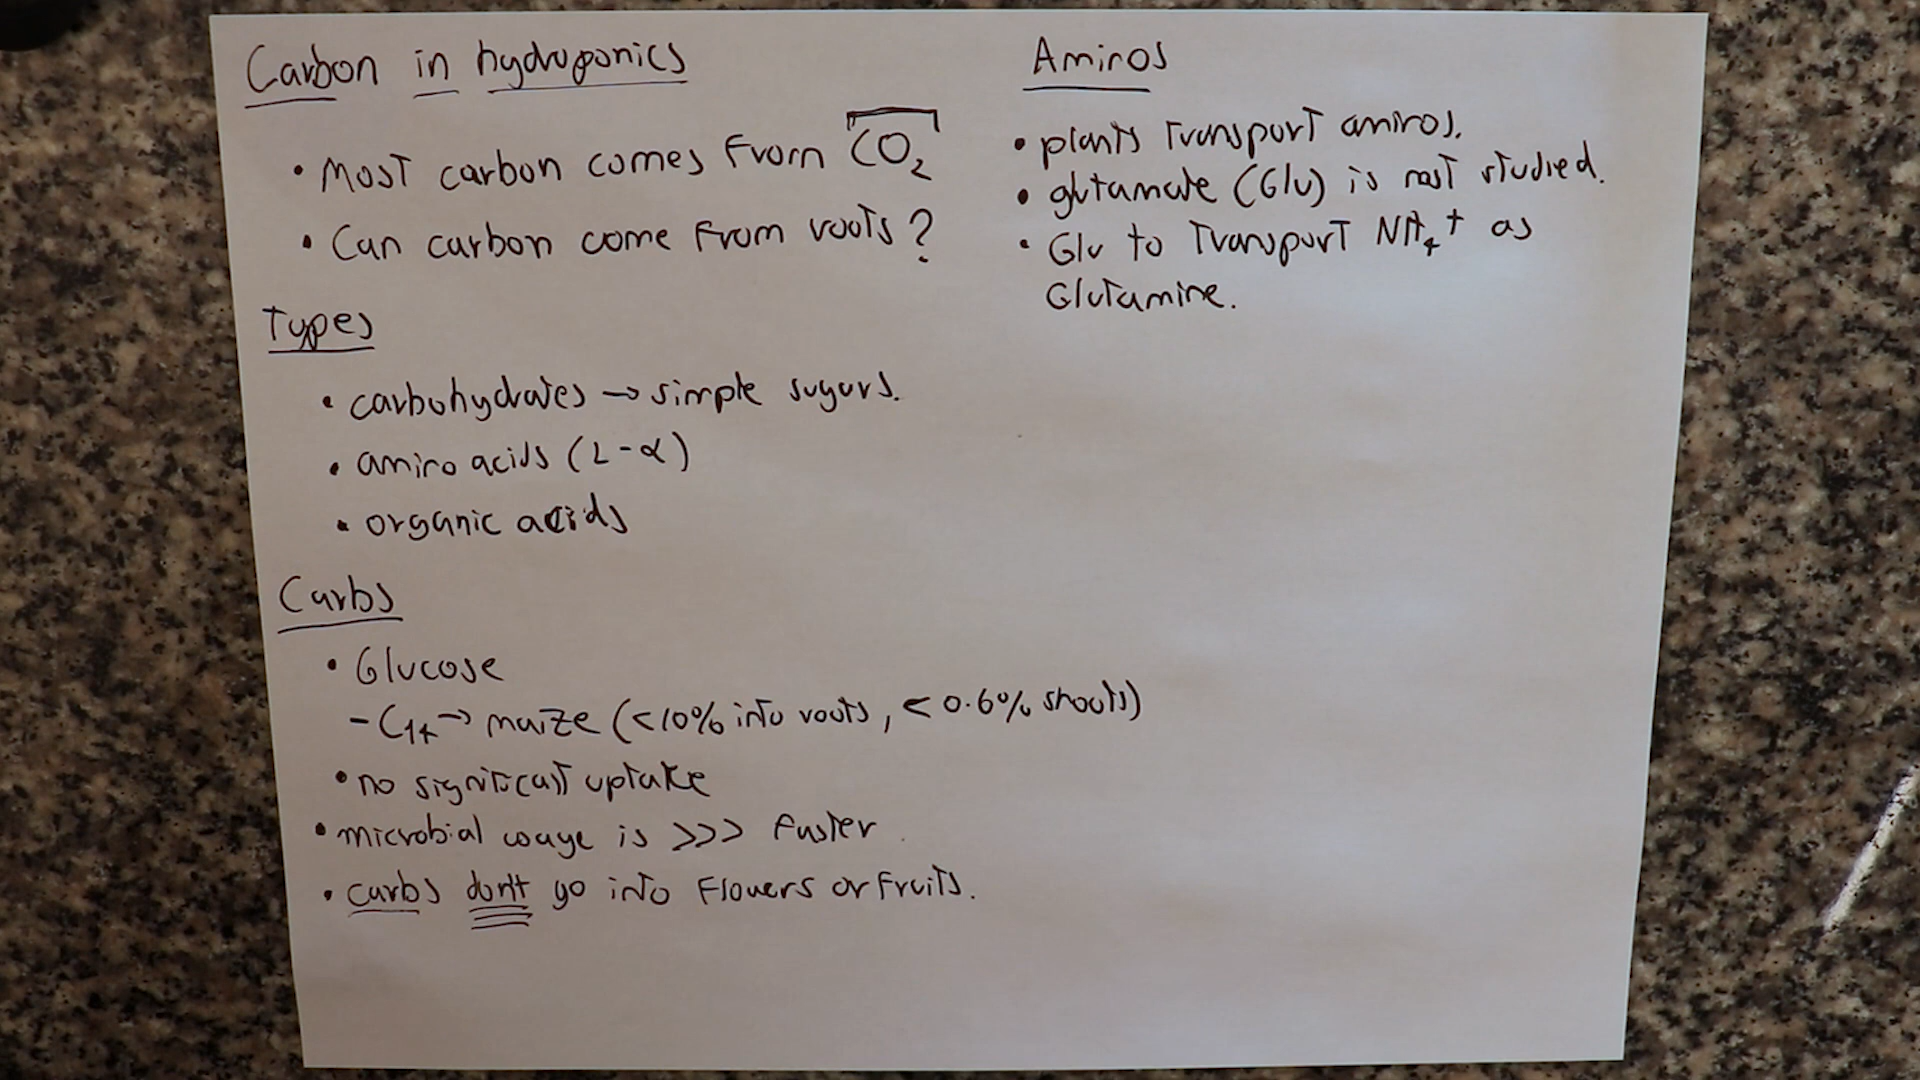 Carbon in hydroponics
• Most carbon comes from CO₂
• Can carbon come from roots?
Types
• carbohydrates → simple sugars.
• amino acids (L-α)
• organic acids
Carbs
• Glucose
- C₁₄ → maize (<10% into roots, < 0.6% shoots)
• no significant uptake
• microbial usage is >>> faster
• carbs don't go into flowers or fruits.
Aminos
• plants transport aminos.
• glutamate (Glu) is most studied.
• Glu to transport NH₄⁺ as
Glutamine.